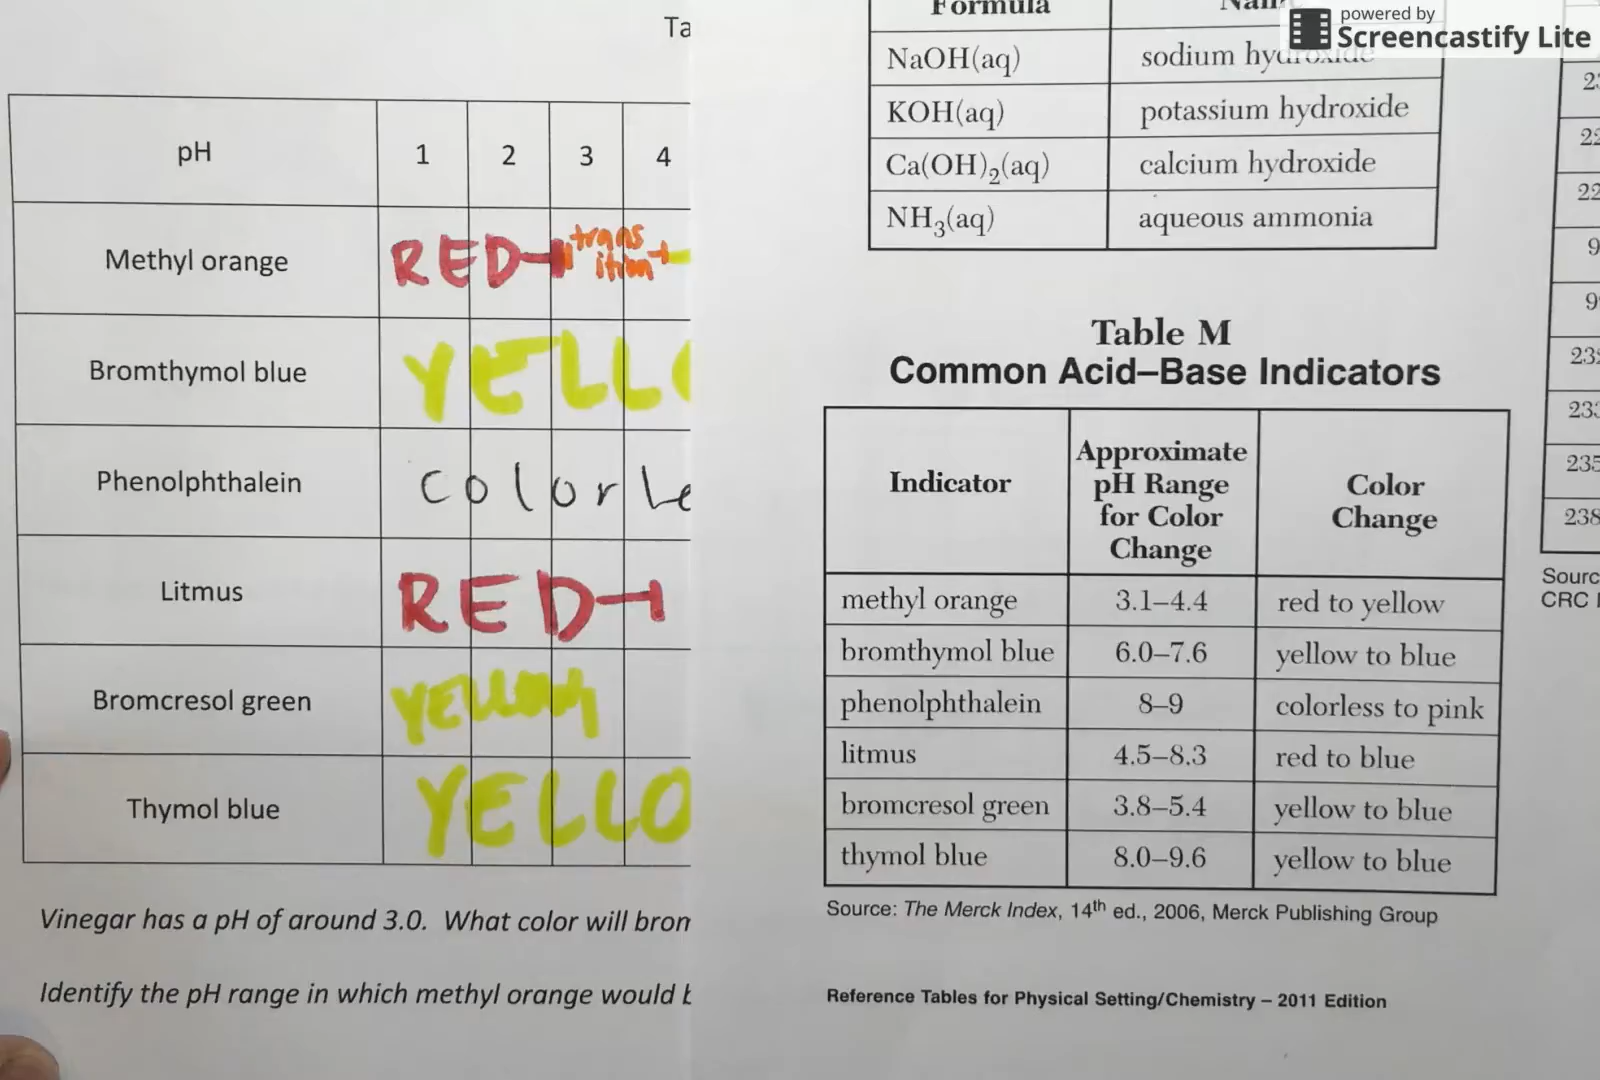 powered by
Screencastify Lite
Formula
NaOH(aq) sodium hydroxide
KOH(aq) potassium hydroxide
Ca(OH)₂(aq) calcium hydroxide
NH₃(aq) aqueous ammonia
pH 1 2 3 4
Methyl orange RED transition
Bromthymol blue YELL
Phenolphthalein colorle
Litmus RED
Bromcresol green YELLOW
Thymol blue YELLO
Vinegar has a pH of around 3.0. What color will brom
Identify the pH range in which methyl orange would b
Table M
Common Acid–Base Indicators
Indicator
Approximate
pH Range
for Color
Change
Color
Change
methyl orange 3.1–4.4 red to yellow
bromthymol blue 6.0–7.6 yellow to blue
phenolphthalein 8–9 colorless to pink
litmus 4.5–8.3 red to blue
bromcresol green 3.8–5.4 yellow to blue
thymol blue 8.0–9.6 yellow to blue
Source: The Merck Index, 14th ed., 2006, Merck Publishing Group
Reference Tables for Physical Setting/Chemistry – 2011 Edition
Sourc
CRC